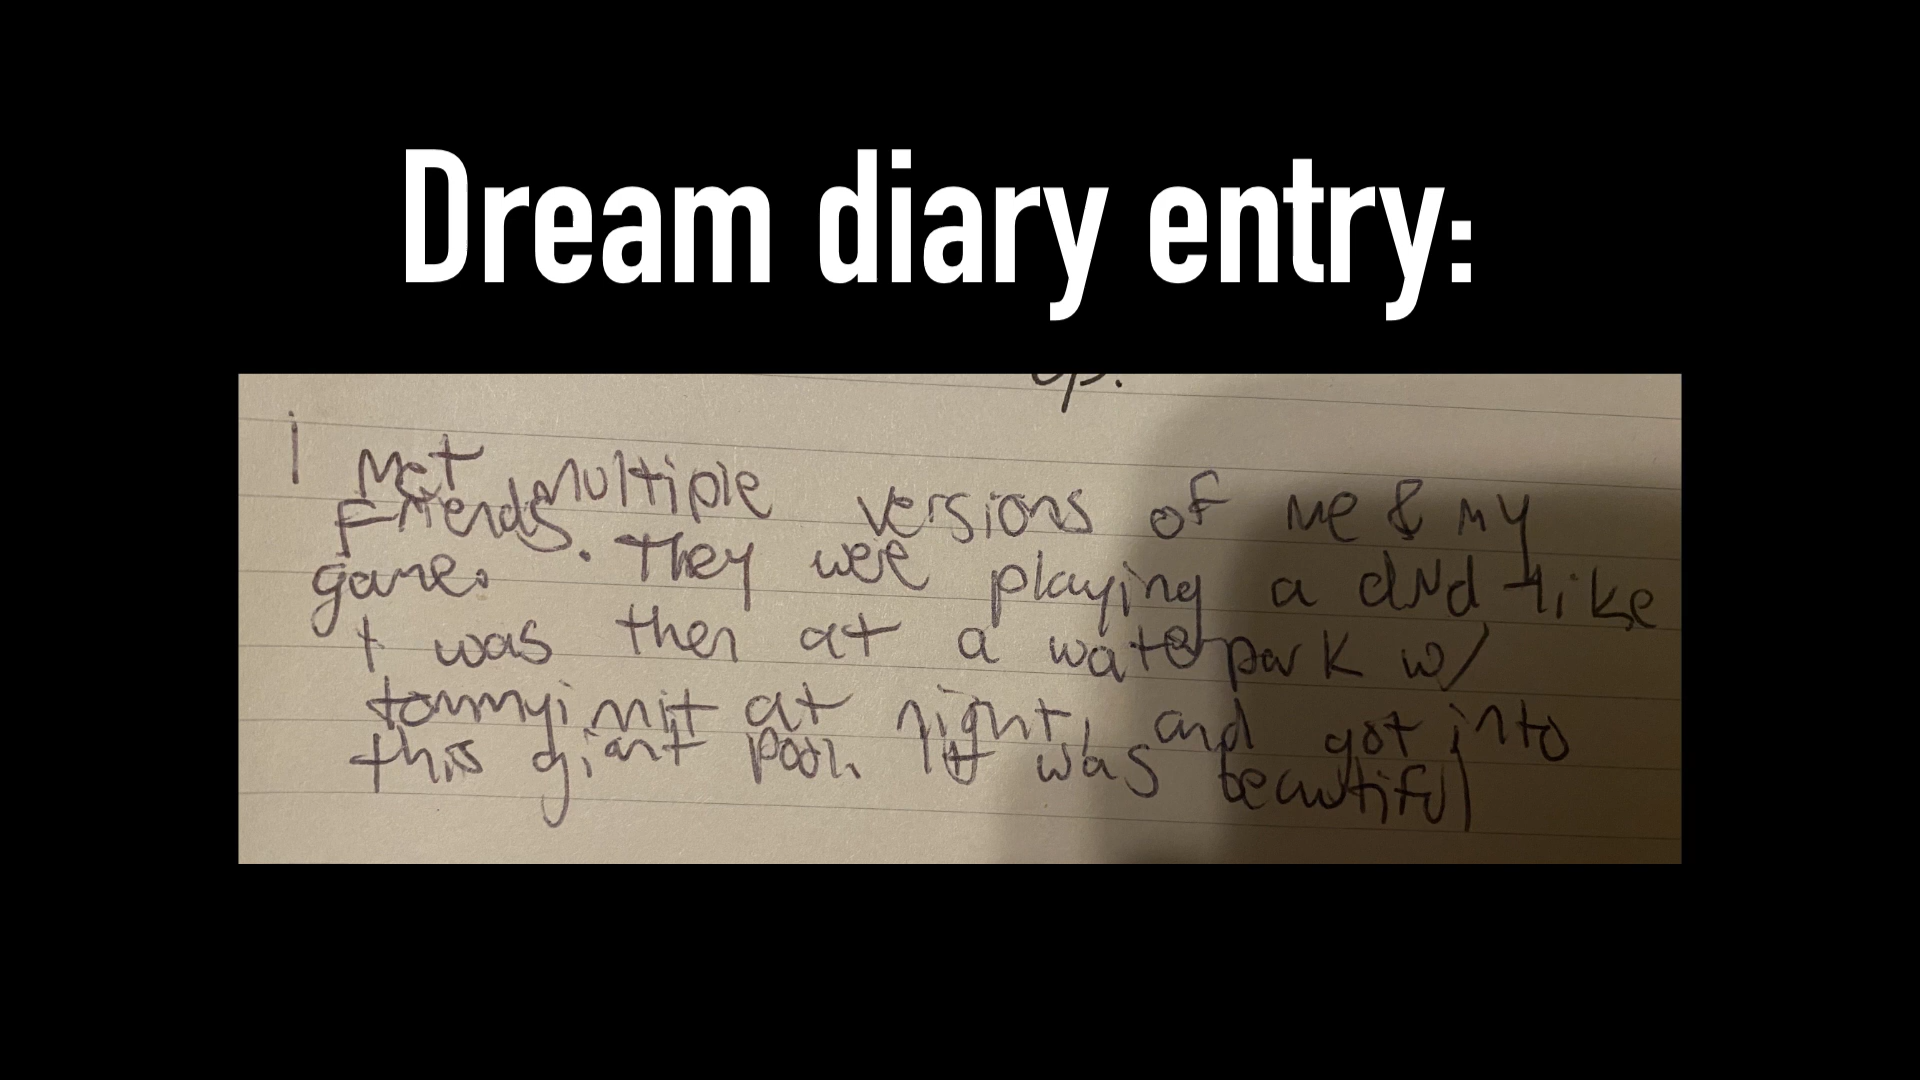 Dream diary entry:
up.
I met multiple versions of me & my
friends. They were playing a dnd-like
game.
I was then at a waterpark w/
tommyinnit at night, and got into
this giant pool. It was beautiful